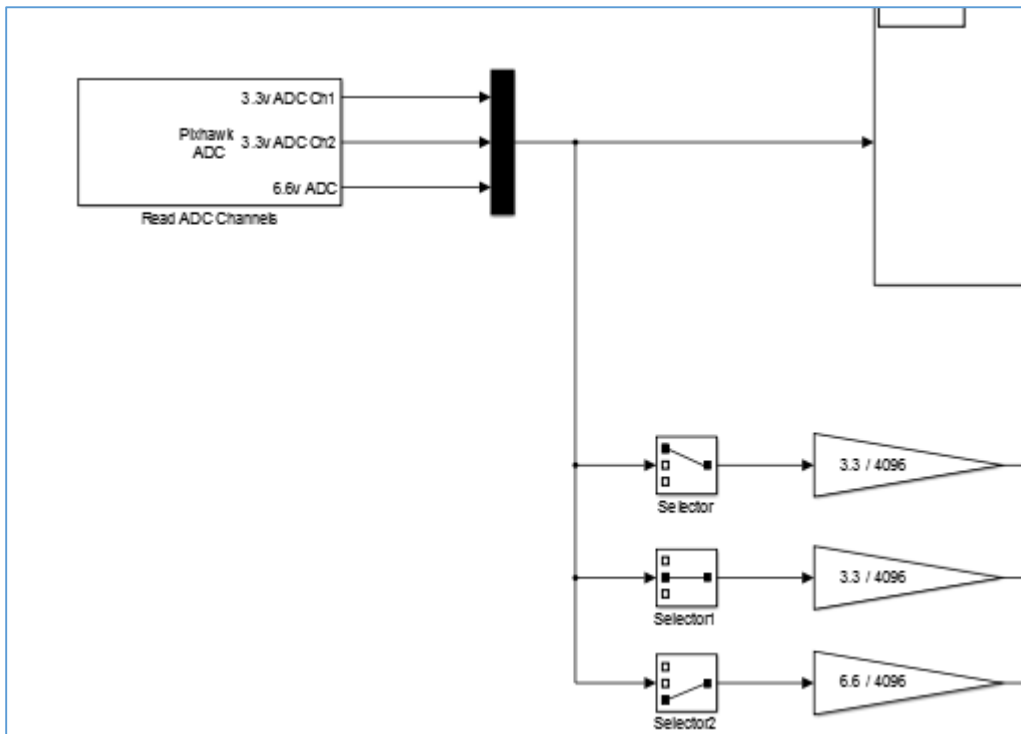 3.3v ADC Ch1
Pixhawk
ADC
3.3v ADC Ch2
6.6v ADC
Read ADC Channels
3.3 / 4096
Selector
3.3 / 4096
Selector1
6.6 / 4096
Selector2